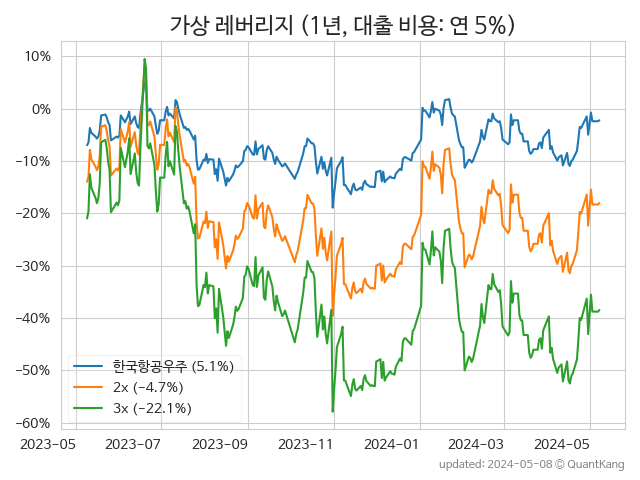 가상 레버리지 (1년, 대출 비용: 연 5%)
10%
0%
−10%
−20%
−30%
−40%
−50%
−60%
한국항공우주 (5.1%)
2x (−4.7%)
3x (−22.1%)
2023-05 2023-07 2023-09 2023-11 2024-01 2024-03 2024-05
updated: 2024-05-08 © QuantKang